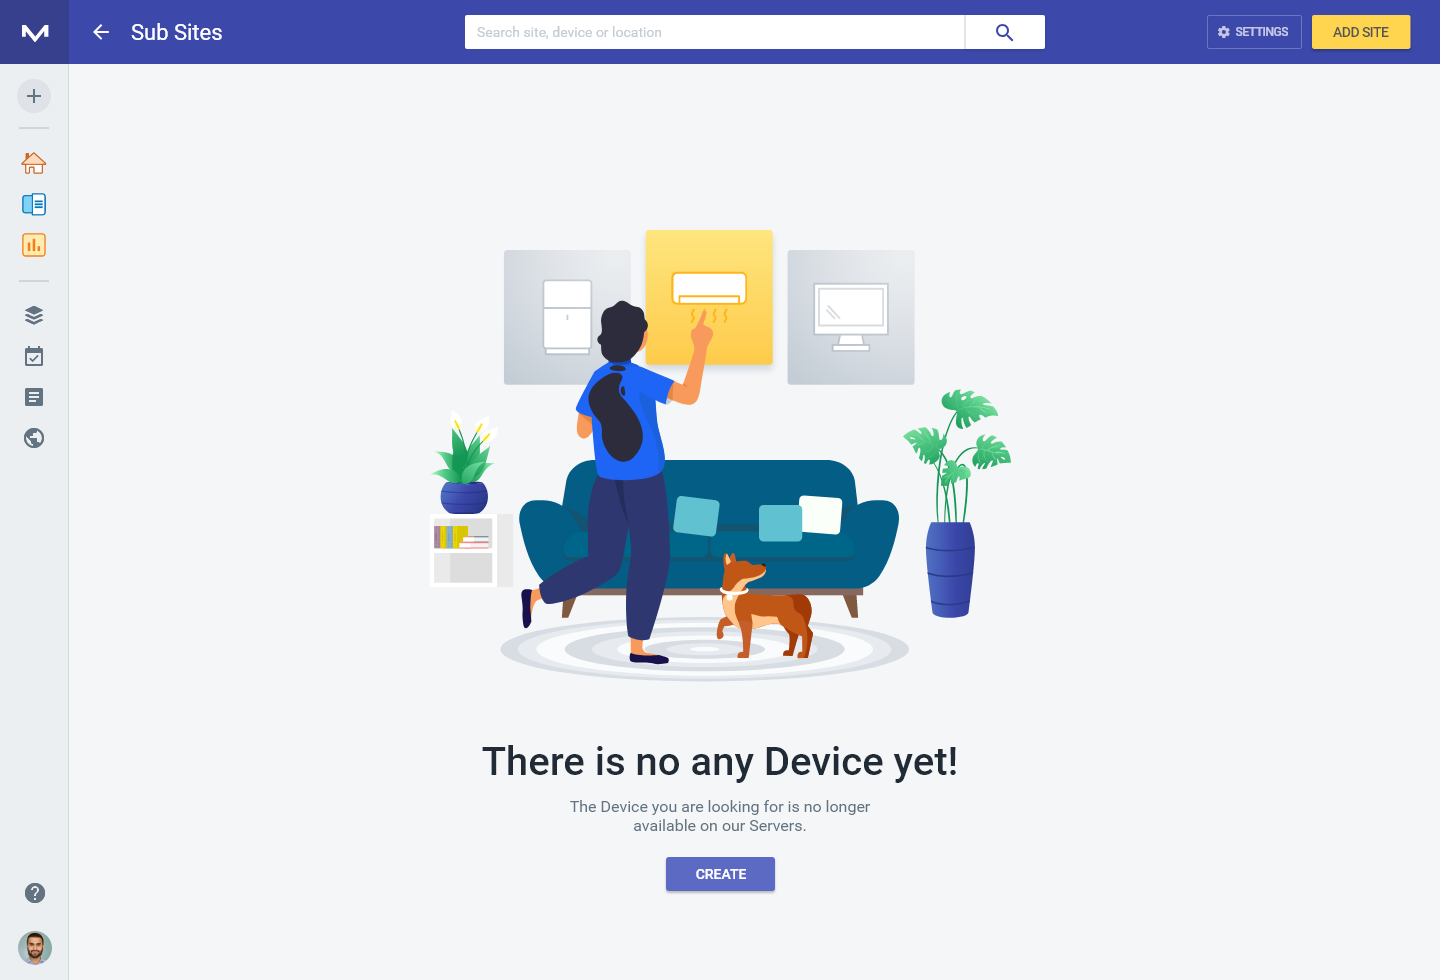 Sub Sites
Search site, device or location
SETTINGS
ADD SITE
There is no any Device yet!
The Device you are looking for is no longer
available on our Servers.
CREATE